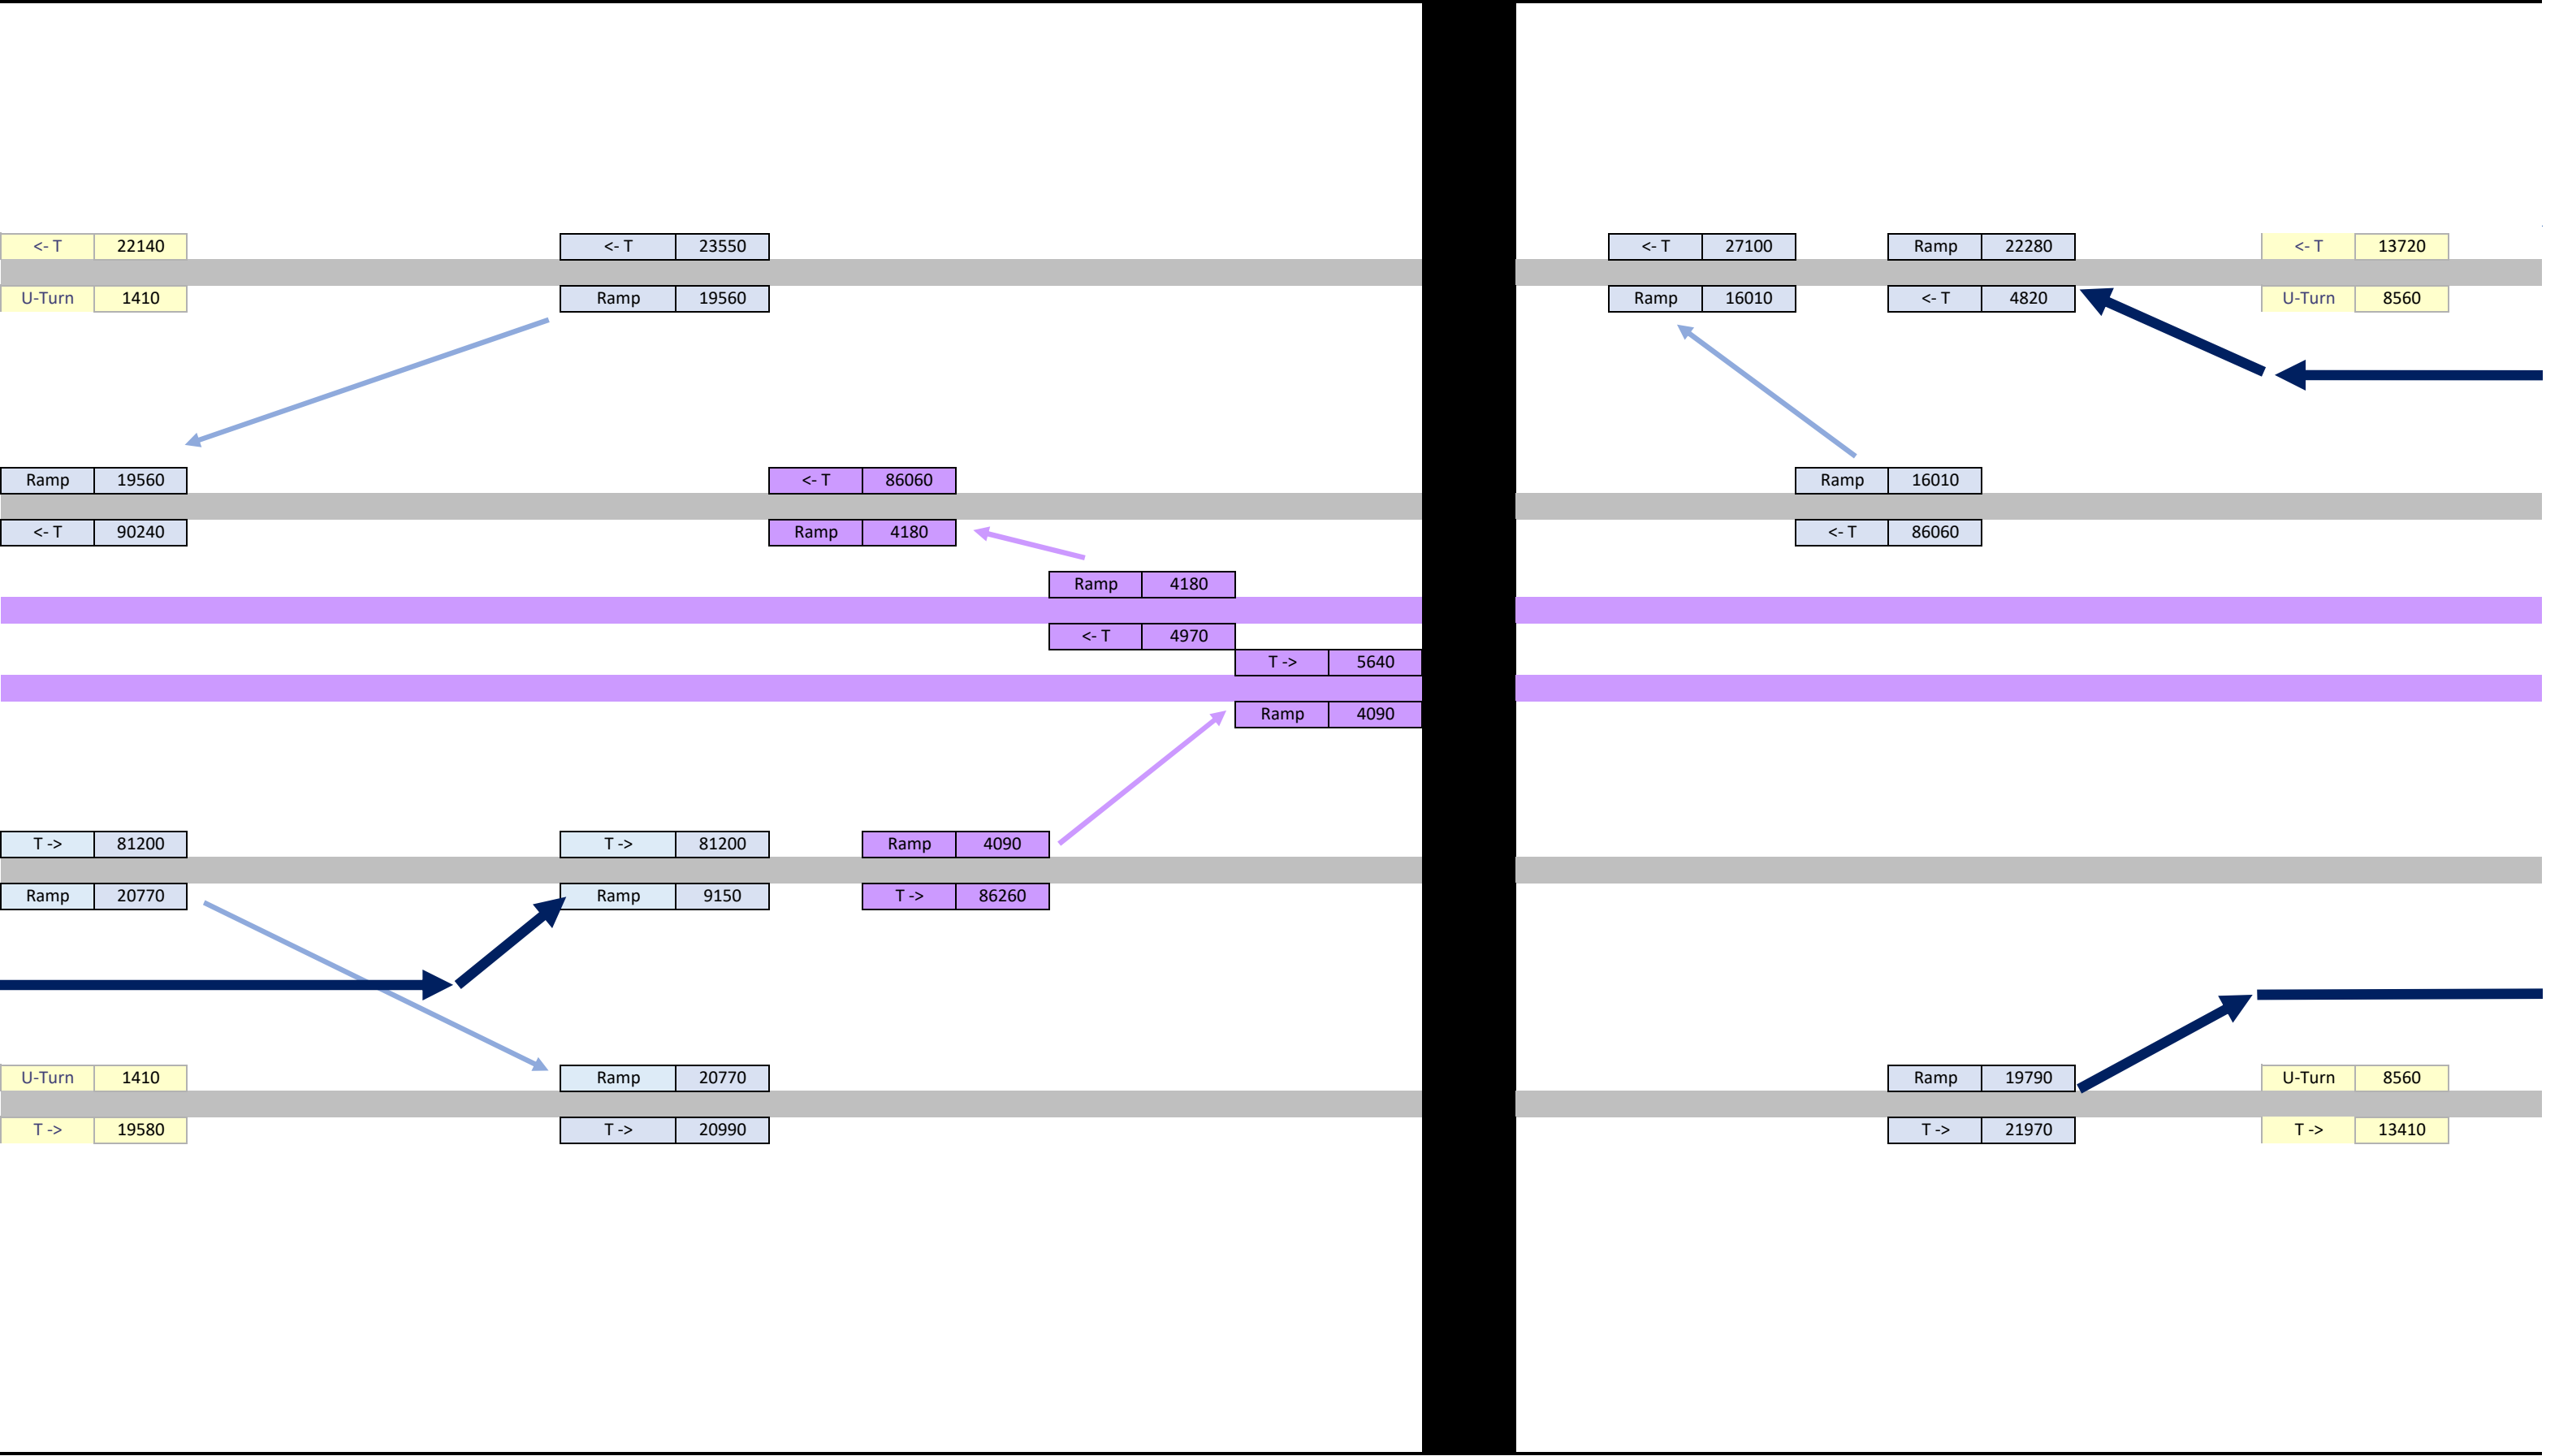 <- T 22140 <- T 23550 <- T 27100 Ramp 22280 <- T 13720
U-Turn 1410 Ramp 19560 Ramp 16010 <- T 4820 U-Turn 8560
Ramp 19560 <- T 86060 Ramp 16010
<- T 90240 Ramp 4180 <- T 86060
Ramp 4180
<- T 4970
T -> 5640
Ramp 4090
T -> 81200 T -> 81200 Ramp 4090
Ramp 20770 Ramp 9150 T -> 86260
U-Turn 1410 Ramp 20770 Ramp 19790 U-Turn 8560
T -> 19580 T -> 20990 T -> 21970 T -> 13410